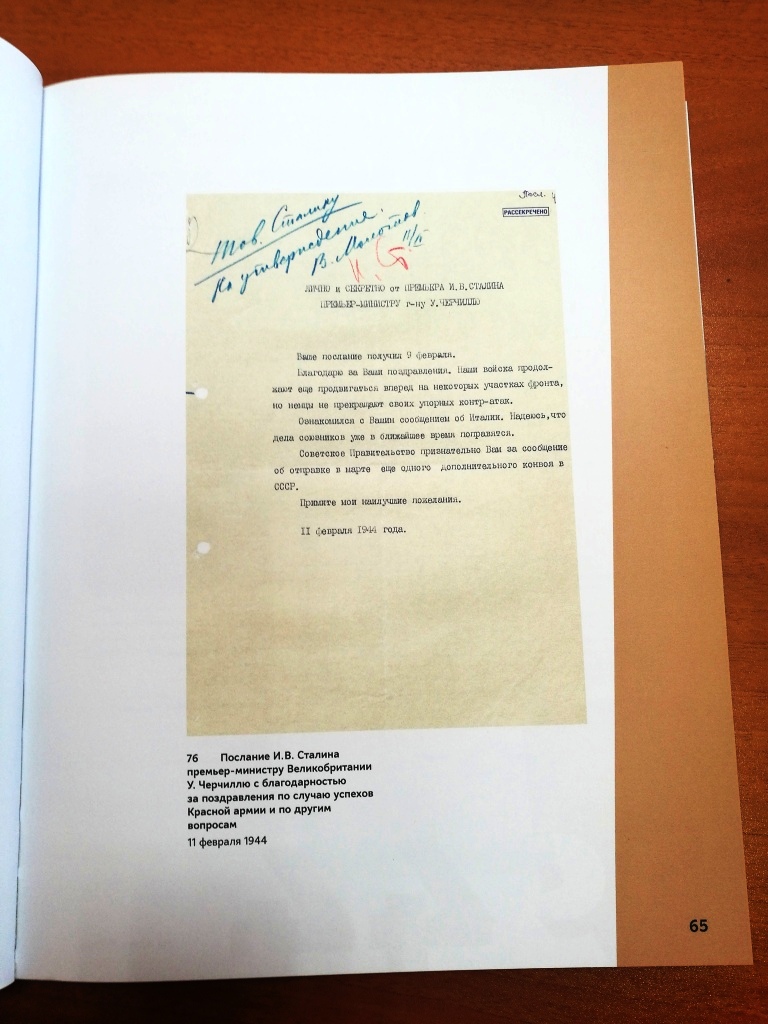 Посл. 4
РАССЕКРЕЧЕНО
Тов. Сталину
На утверждение.
В. Молотов
11/II
И. Ст
ЛИЧНО и СЕКРЕТНО от ПРЕМЬЕРА И.В.СТАЛИНА
ПРЕМЬЕР-МИНИСТРУ г-ну У.ЧЕРЧИЛЛЮ
Ваше послание получил 9 февраля.
Благодарю за Ваши поздравления. Наши войска продол-
жают еще продвигаться вперед на некоторых участках фронта,
но немцы не прекращают своих упорных контр-атак.
Ознакомился с Вашим сообщением об Италии. Надеюсь,что
дела союзников уже в ближайшее время поправятся.
Советское Правительство признательно Вам за сообщение
об отправке в марте еще одного дополнительного конвоя в
СССР.
Примите мои наилучшие пожелания.
II февраля 1944 года.
76 Послание И.В. Сталина
премьер-министру Великобритании
У. Черчиллю с благодарностью
за поздравления по случаю успехов
Красной армии и по другим
вопросам
11 февраля 1944
65